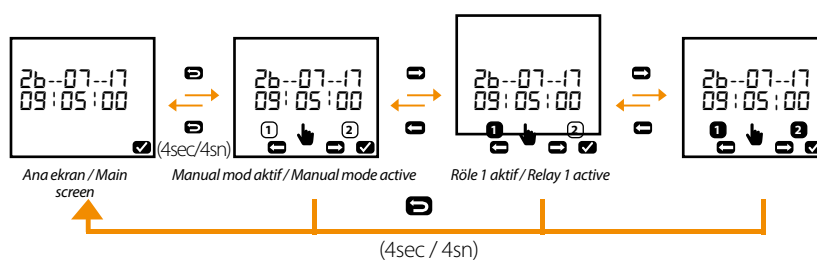 26--07--17
09:05:00
26--07--17
09:05:00
1 2
26--07--17
09:05:00
1 2
26--07--17
09:05:00
1 2
(4sec/4sn)
Ana ekran / Main
screen
Manual mod aktif / Manual mode active
Röle 1 aktif / Relay 1 active
(4sec / 4sn)